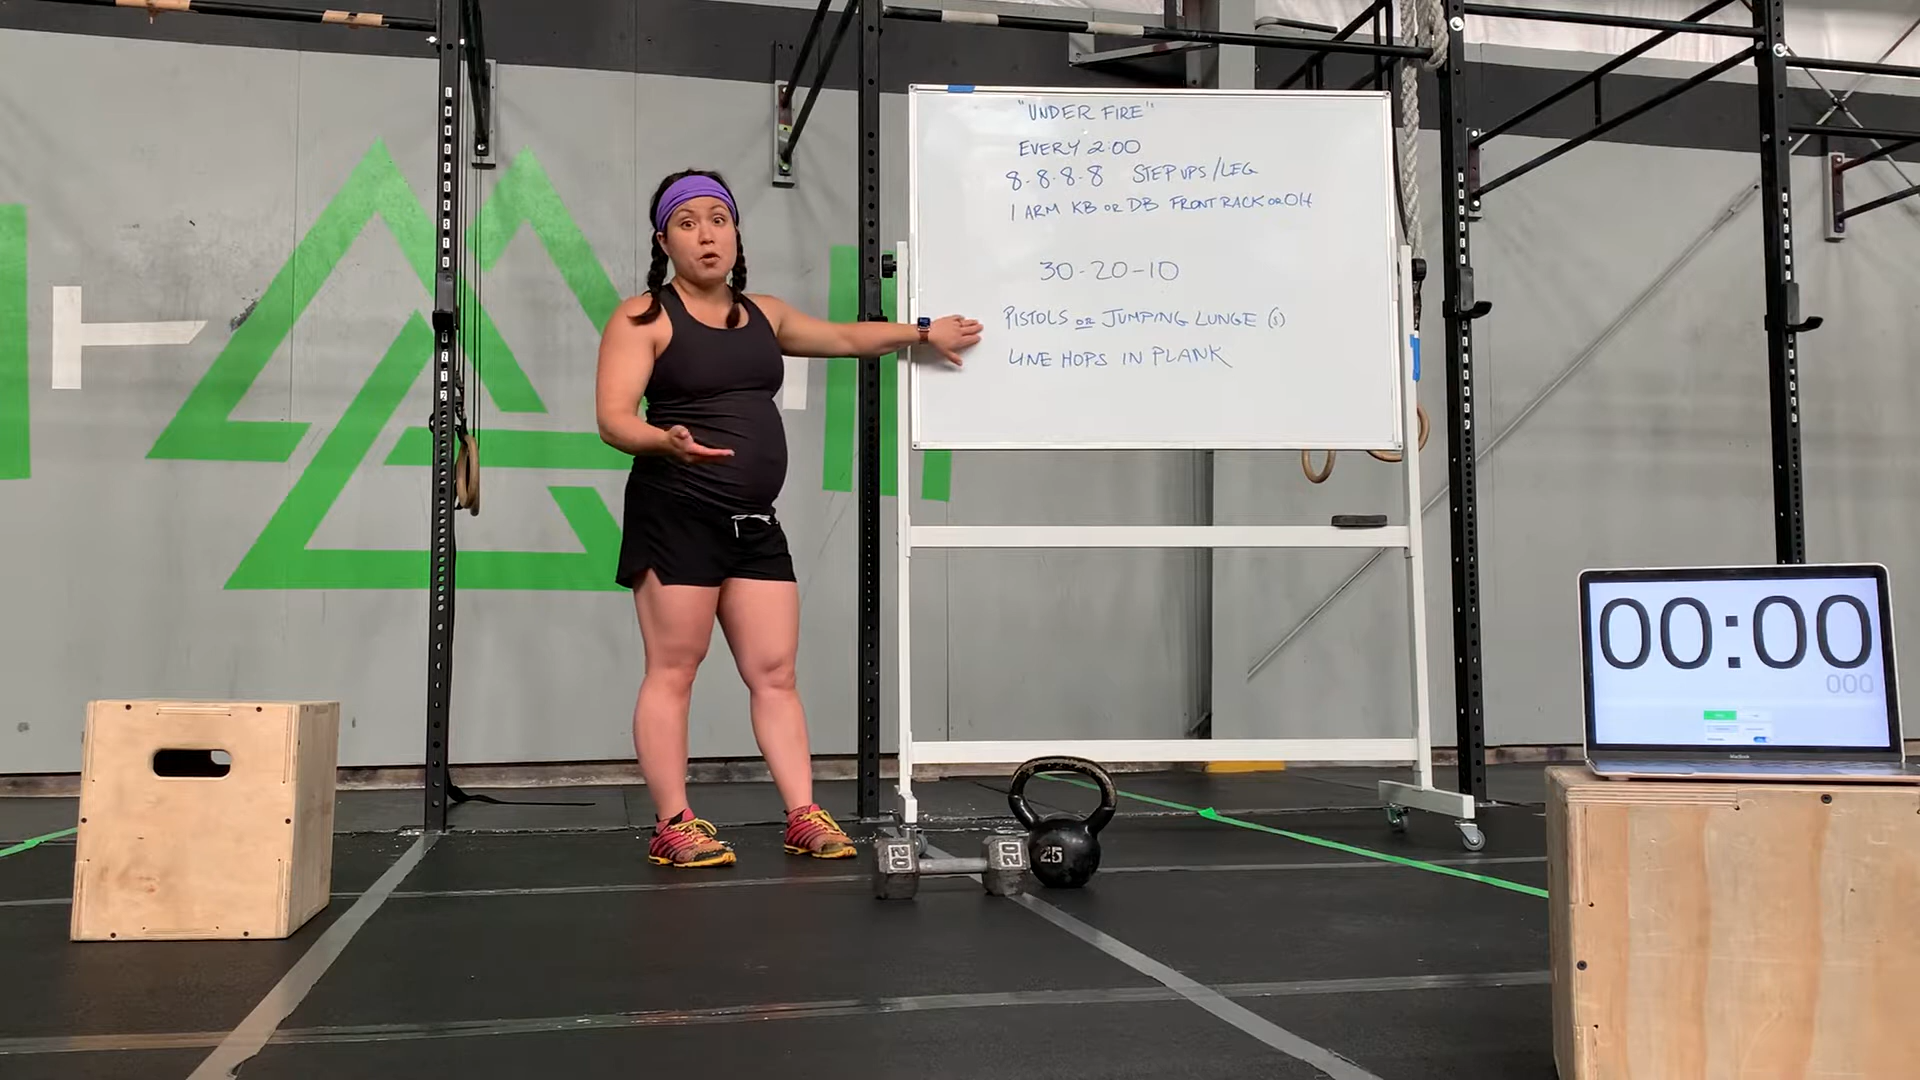 "UNDER FIRE"
EVERY 2:00
8-8-8-8 STEP UPS/LEG
1 ARM KB OR DB FRONT RACK OR OH
30-20-10
PISTOLS OR JUMPING LUNGE (S)
LINE HOPS IN PLANK
00:00
000
20
20
25